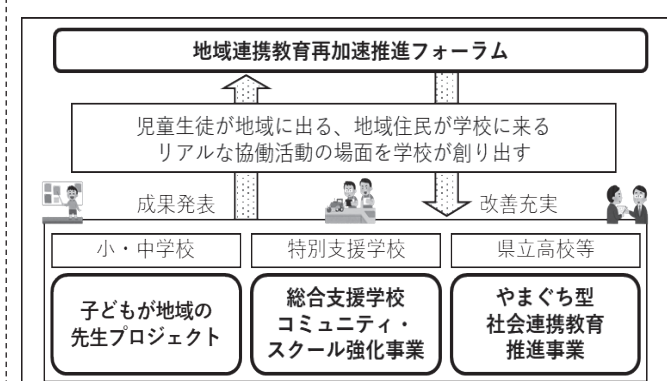 地域連携教育再加速推進フォーラム
児童生徒が地域に出る、地域住民が学校に来る
リアルな協働活動の場面を学校が創り出す
成果発表
改善充実
小・中学校
特別支援学校
県立高校等
子どもが地域の
先生プロジェクト
総合支援学校
コミュニティ・
スクール強化事業
やまぐち型
社会連携教育
推進事業